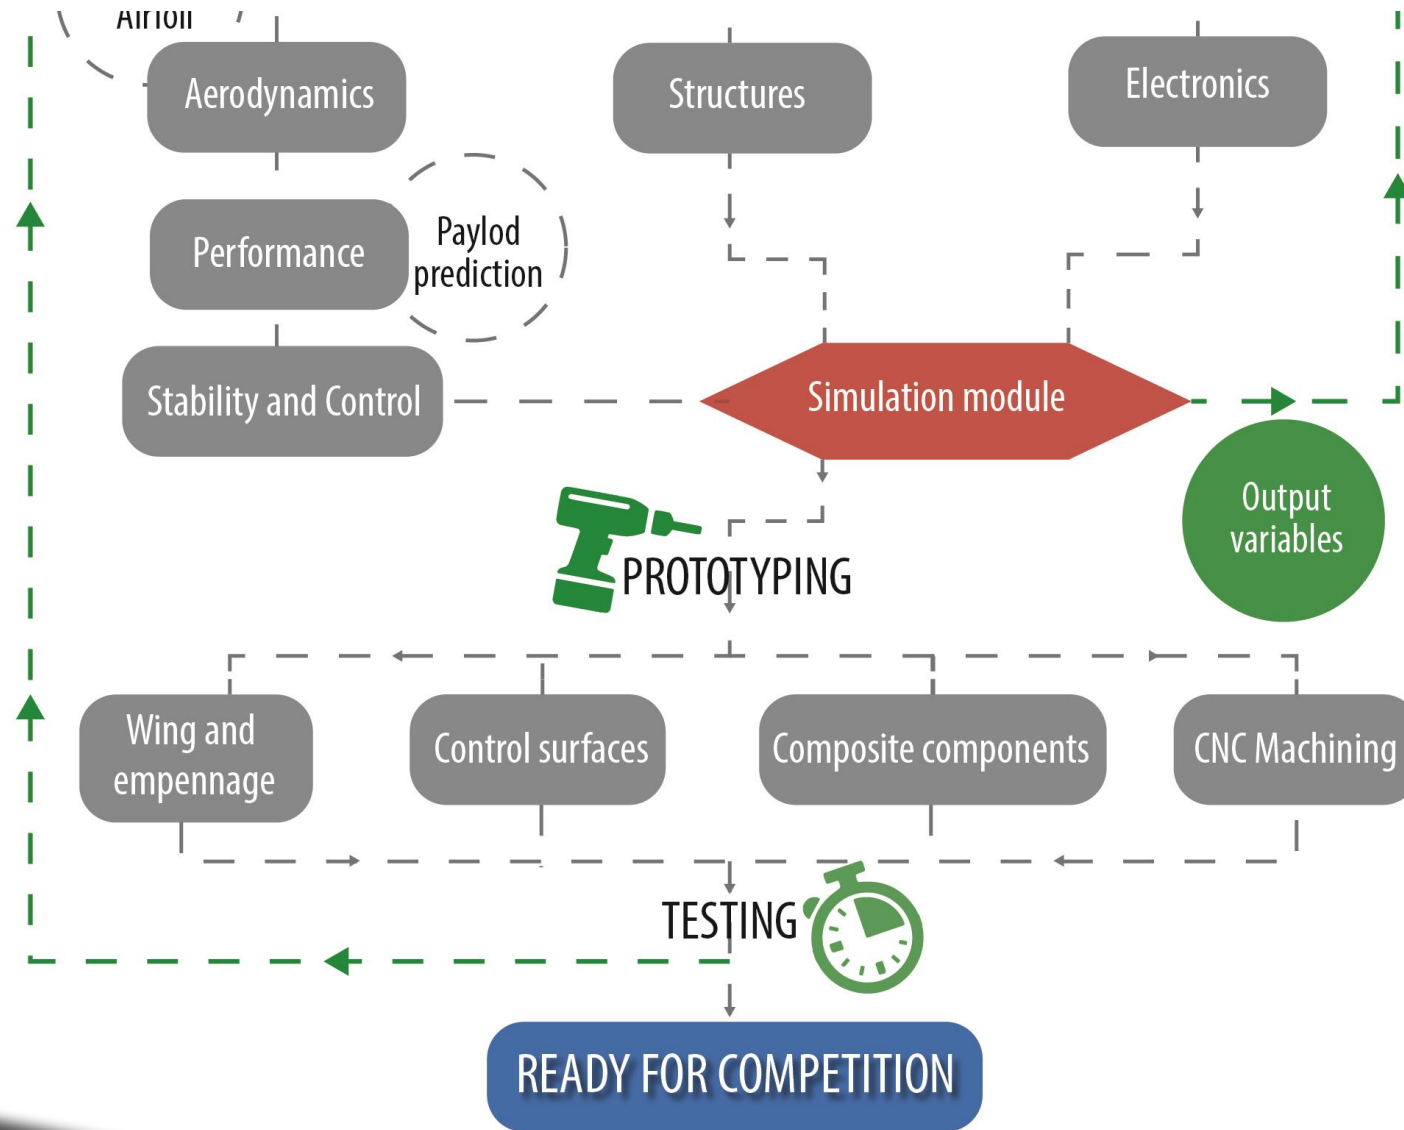 Airfoil
Aerodynamics
Structures
Electronics
Performance
Paylod
prediction
Stability and Control
Simulation module
Output
variables
PROTOTYPING
Wing and
empennage
Control surfaces
Composite components
CNC Machining
TESTING
READY FOR COMPETITION